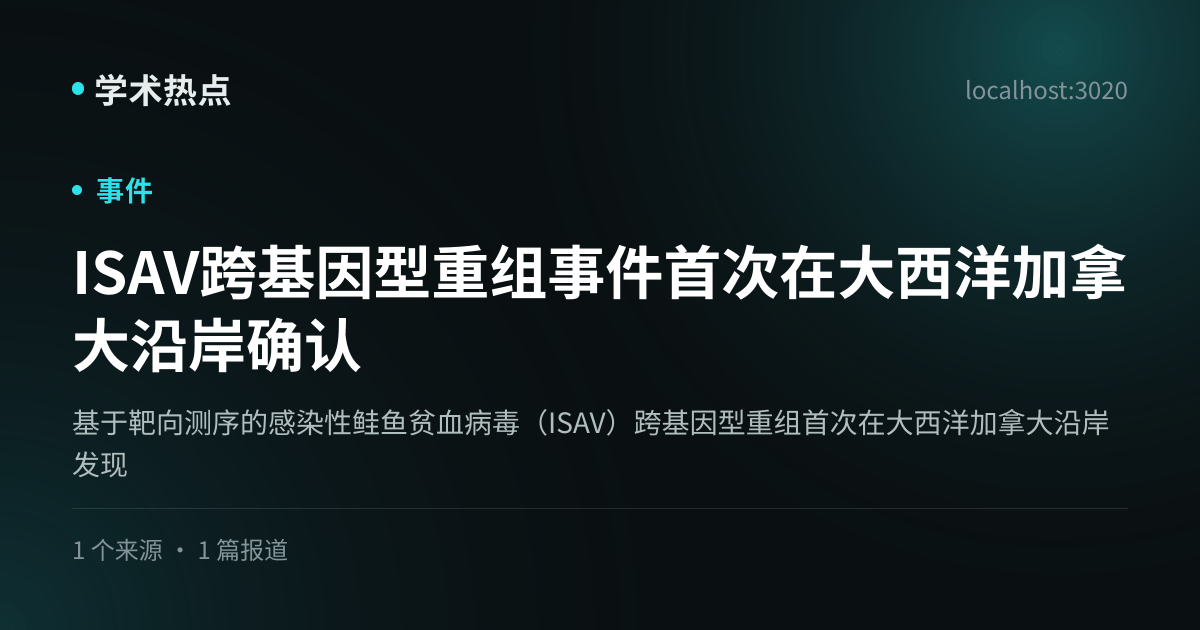 学术热点
localhost:3020
事件
ISAV跨基因型重组事件首次在大西洋加拿
大沿岸确认
基于靶向测序的感染性鲑鱼贫血病毒（ISAV）跨基因型重组首次在大西洋加拿大沿岸
发现
1 个来源 · 1 篇报道